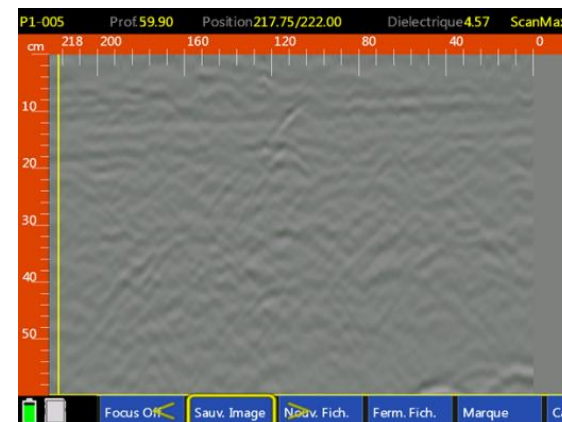 P1-005 Prof.59.90 Position217.75/222.00 Dielectrique4.57 ScanMax
cm 218 200 160 120 80 40 0
10
20
30
40
50
Focus Off Sauv. Image Nouv. Fich. Ferm. Fich. Marque